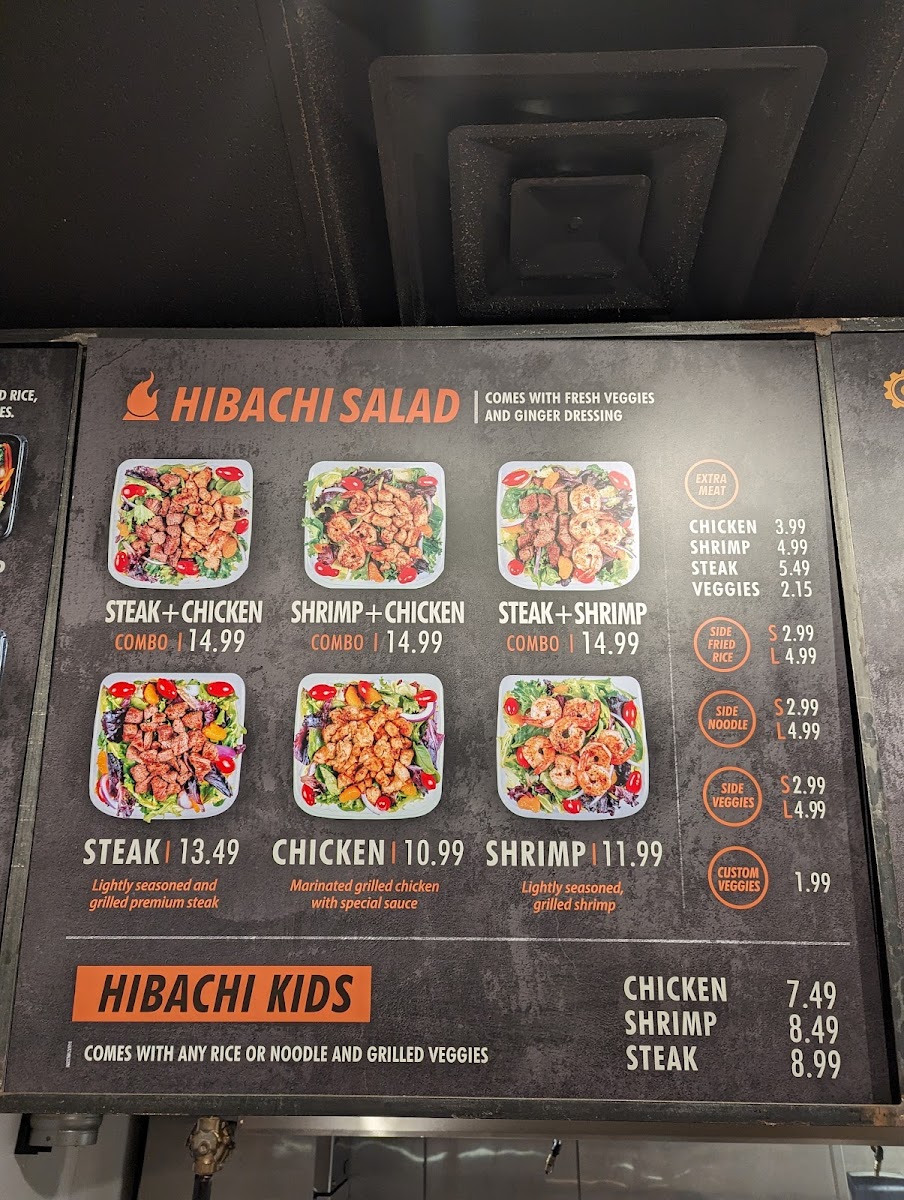 D RICE,
ES.
HIBACHI SALAD
COMES WITH FRESH VEGGIES
AND GINGER DRESSING
STEAK+CHICKEN
COMBO | 14.99
SHRIMP+CHICKEN
COMBO | 14.99
STEAK+SHRIMP
COMBO | 14.99
STEAK | 13.49
Lightly seasoned and
grilled premium steak
CHICKEN | 10.99
Marinated grilled chicken
with special sauce
SHRIMP | 11.99
Lightly seasoned,
grilled shrimp
EXTRA
MEAT
CHICKEN 3.99
SHRIMP 4.99
STEAK 5.49
VEGGIES 2.15
SIDE
FRIED
RICE
S 2.99
L 4.99
SIDE
NOODLE
S 2.99
L 4.99
SIDE
VEGGIES
S 2.99
L 4.99
CUSTOM
VEGGIES
1.99
HIBACHI KIDS
COMES WITH ANY RICE OR NOODLE AND GRILLED VEGGIES
CHICKEN 7.49
SHRIMP 8.49
STEAK 8.99